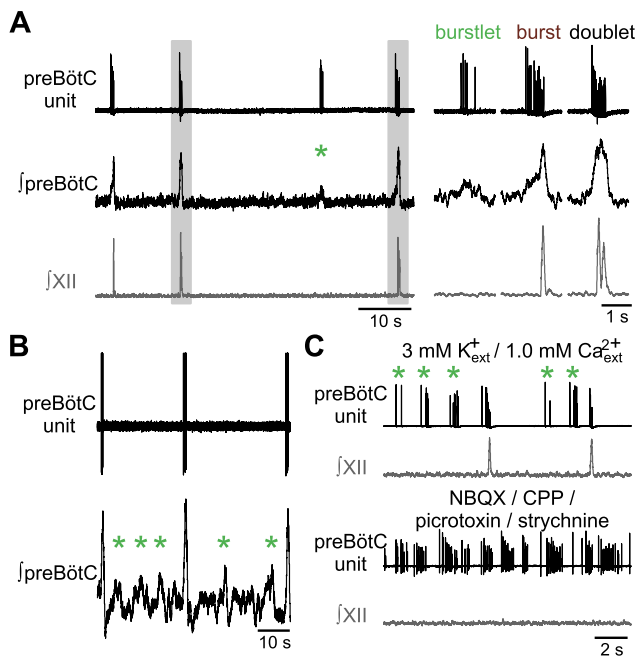 A
burstlet burst doublet
preBötC
unit
*
∫preBötC
∫XII
10 s
1 s
B
preBötC
unit
* * * * *
∫preBötC
10 s
C
3 mM K⁺ext / 1.0 mM Ca²⁺ext
* * * * *
preBötC
unit
∫XII
NBQX / CPP /
picrotoxin / strychnine
preBötC
unit
∫XII
2 s